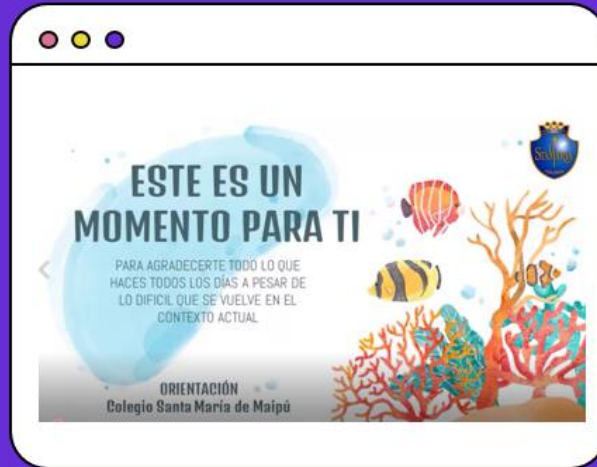 ESTE ES UN
MOMENTO PARA TI
PARA AGRADECERTE TODO LO QUE
HACES TODOS LOS DÍAS A PESAR DE
LO DIFICIL QUE SE VUELVE EN EL
CONTEXTO ACTUAL
ORIENTACIÓN
Colegio Santa María de Maipú